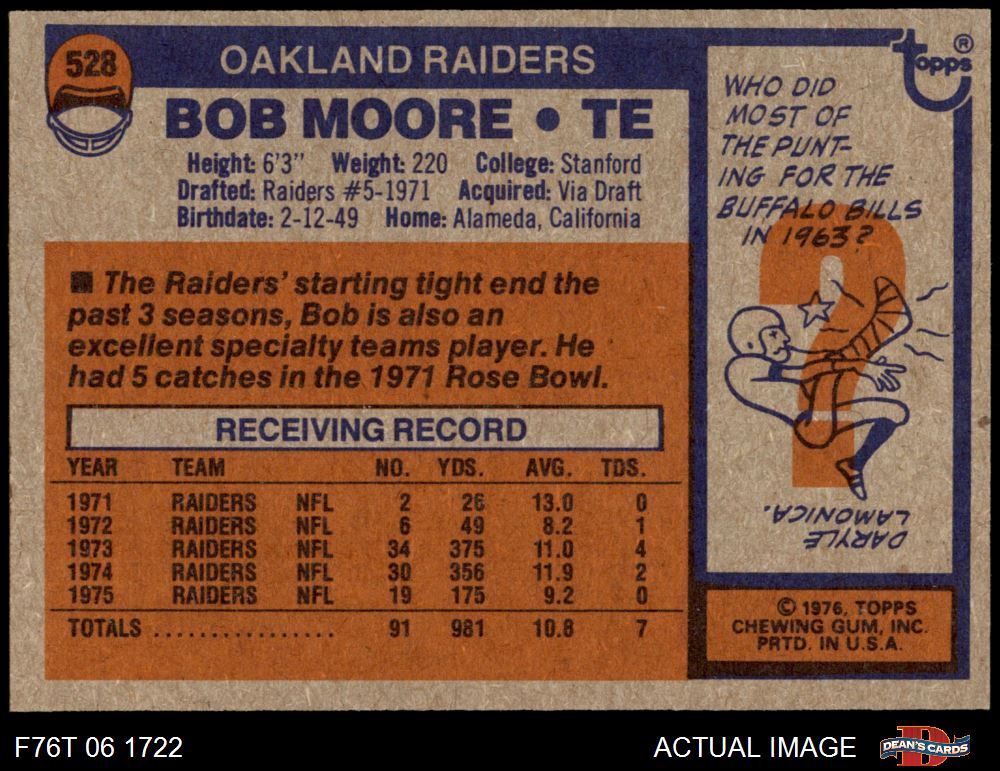 528
OAKLAND RAIDERS
BOB MOORE • TE
Height: 6'3" Weight: 220 College: Stanford
Drafted: Raiders #5-1971 Acquired: Via Draft
Birthdate: 2-12-49 Home: Alameda, California
■ The Raiders' starting tight end the
past 3 seasons, Bob is also an
excellent specialty teams player. He
had 5 catches in the 1971 Rose Bowl.
RECEIVING RECORD
YEAR TEAM NO. YDS. AVG. TDS.
1971 RAIDERS NFL 2 26 13.0 0
1972 RAIDERS NFL 6 49 8.2 1
1973 RAIDERS NFL 34 375 11.0 4
1974 RAIDERS NFL 30 356 11.9 2
1975 RAIDERS NFL 19 175 9.2 0
TOTALS ................ 91 981 10.8 7
topps®
WHO DID
MOST OF
THE PUNT-
ING FOR THE
BUFFALO BILLS
IN 1963?
?
DARYLE
LAMONICA.
© 1976, TOPPS
CHEWING GUM, INC.
PRTD. IN U.S.A.
F76T 06 1722
ACTUAL IMAGE
DEAN'S CARDS